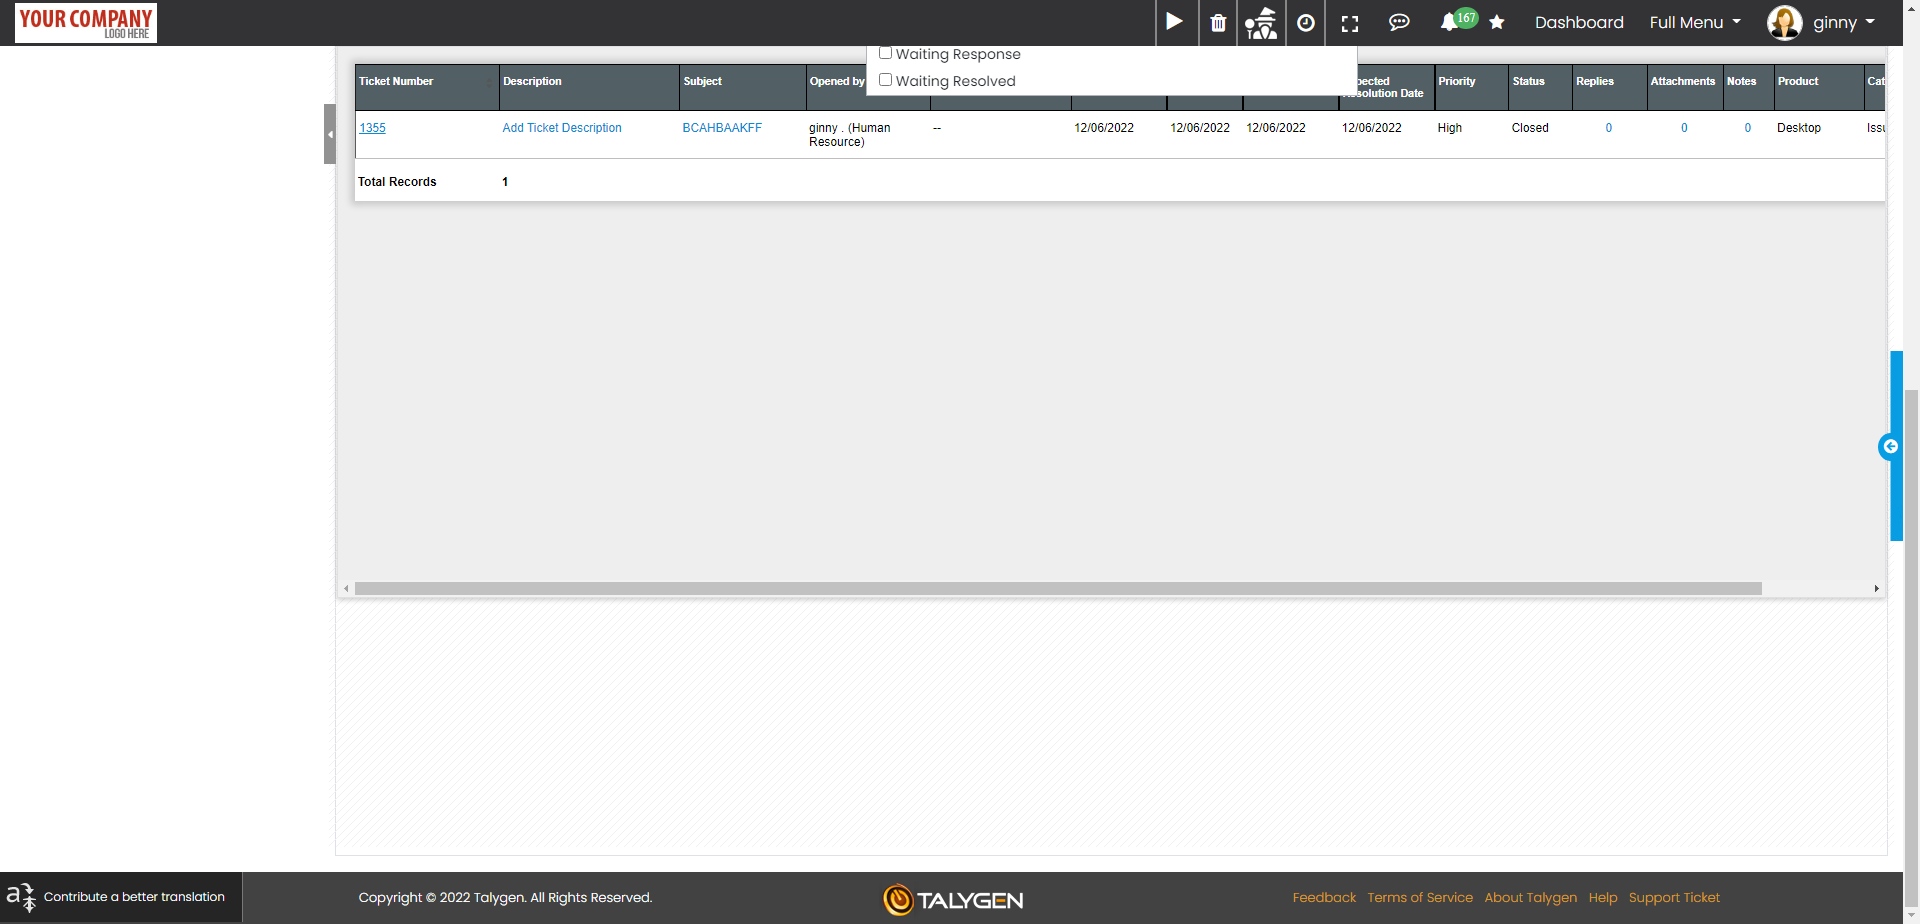 YOUR COMPANY
LOGO HERE
167
Dashboard
Full Menu
ginny
Waiting Response
Waiting Resolved
Ticket Number
Description
Subject
Opened by
Resolution Date
Priority
Status
Replies
Attachments
Notes
Product
Cat
1355
Add Ticket Description
BCAHBAAKFF
ginny . (Human
Resource)
--
12/06/2022
12/06/2022
12/06/2022
12/06/2022
High
Closed
0
0
0
Desktop
Issu
Total Records
1
Contribute a better translation
Copyright © 2022 Talygen. All Rights Reserved.
TALYGEN
Feedback
Terms of Service
About Talygen
Help
Support Ticket